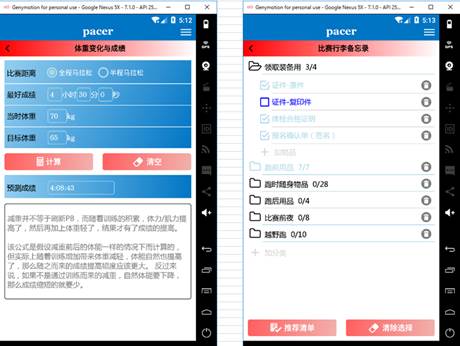 Genymotion for personal use - Google Nexus 5X - 7.1.0 - API 25...
5:12
pacer
体重变化与成绩
比赛距离 全程马拉松 半程马拉松
最好成绩 4 小时 30 分 0 秒
当时体重 70 kg
目标体重 65 kg
计算 清空
预测成绩 4:08:43
减重并不等于刷新PB，而随着训练的积累，体力/肌力提
高了，然后再加上体重轻了，结果才有了成绩的提高。
该公式是假设减重前后的体能一样的情况下而计算的，
但实际上随着训练增加带来体重减轻，体能自然也提高
了，那么随之而来的成绩提高幅度应该更大。 反过来
说，如果不是通过训练而来的减重，自然体能要下降，
那么成绩缩短的就要少。
Genymotion for personal use - Google Nexus 5X - 7.1.0 - API 25...
5:13
pacer
比赛行李备忘录
领取装备用 3/4
证件-原件
证件-复印件
体检合格证明
报名确认单（签名）
加物品
跑前用品 7/7
跑时随身物品 0/28
跑后用品 0/4
比赛前夜 0/8
越野跑 0/10
加分类
推荐清单 清除选择